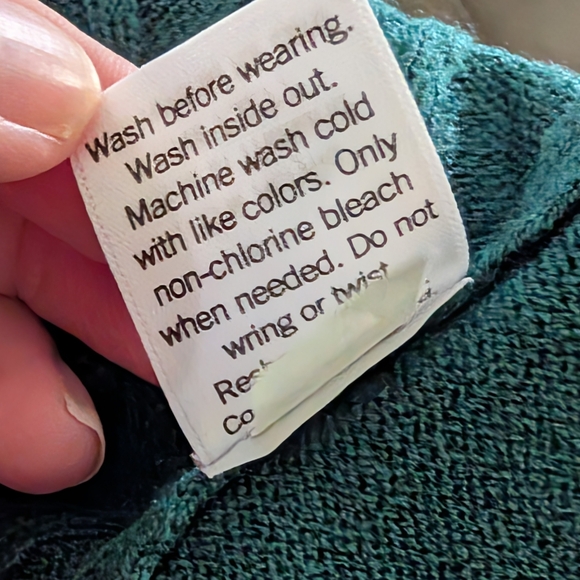 Wash before wearing.
Wash inside out.
Machine wash cold
with like colors. Only
non-chlorine bleach
when needed. Do not
wring or twist